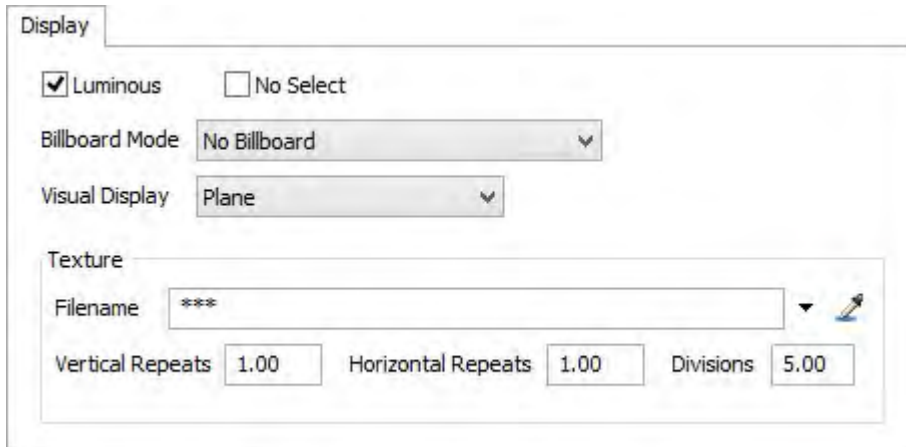 Display
Luminous No Select
Billboard Mode No Billboard
Visual Display Plane
Texture
Filename ***
Vertical Repeats 1.00 Horizontal Repeats 1.00 Divisions 5.00